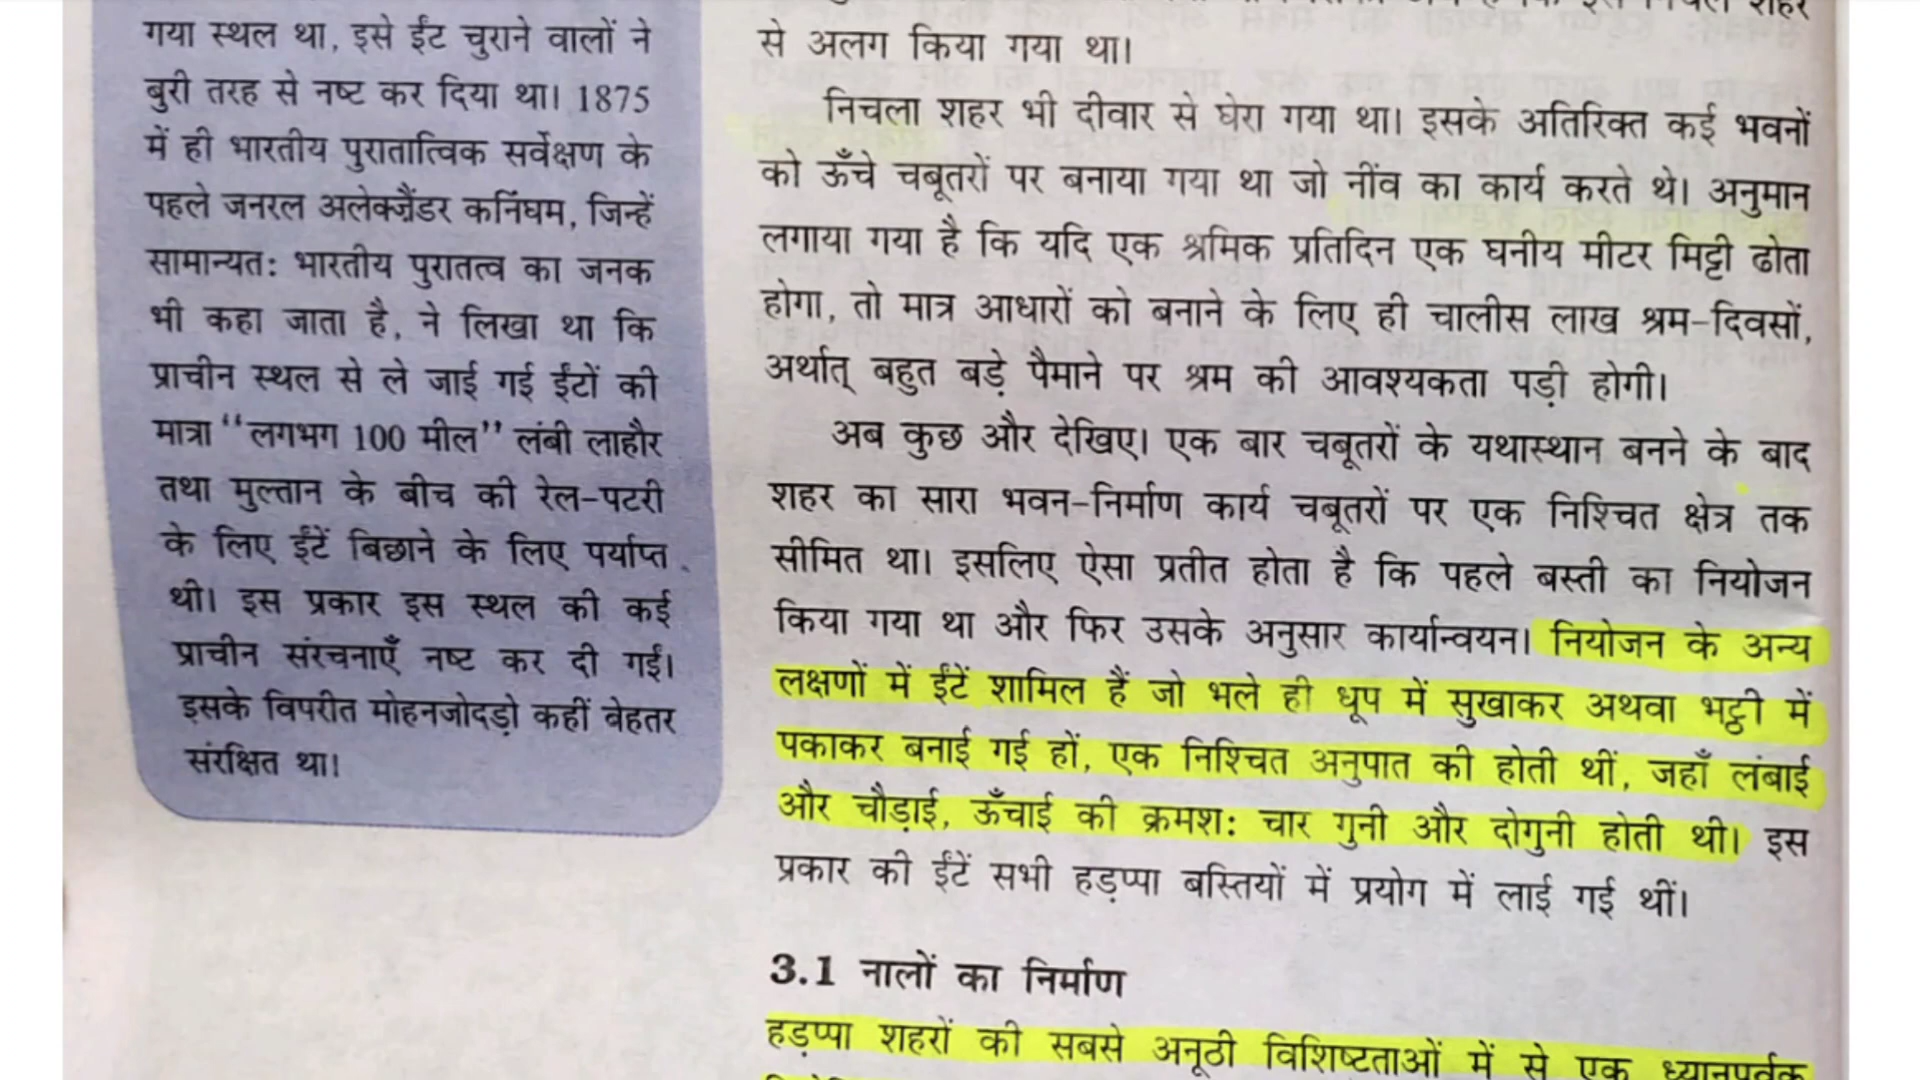 गया स्थल था, इसे ईंट चुराने वालों ने
बुरी तरह से नष्ट कर दिया था। 1875
में ही भारतीय पुरातात्विक सर्वेक्षण के
पहले जनरल अलेक्जैंडर कनिंघम, जिन्हें
सामान्यतः भारतीय पुरातत्व का जनक
भी कहा जाता है, ने लिखा था कि
प्राचीन स्थल से ले जाई गई ईंटों की
मात्रा “लगभग 100 मील” लंबी लाहौर
तथा मुल्तान के बीच की रेल-पटरी
के लिए ईंटें बिछाने के लिए पर्याप्त
थी। इस प्रकार इस स्थल की कई
प्राचीन संरचनाएँ नष्ट कर दी गईं।
इसके विपरीत मोहनजोदड़ो कहीं बेहतर
संरक्षित था।
शहर
से अलग किया गया था।
निचला शहर भी दीवार से घेरा गया था। इसके अतिरिक्त कई भवनों
को ऊँचे चबूतरों पर बनाया गया था जो नींव का कार्य करते थे। अनुमान
लगाया गया है कि यदि एक श्रमिक प्रतिदिन एक घनीय मीटर मिट्टी ढोता
होगा, तो मात्र आधारों को बनाने के लिए ही चालीस लाख श्रम-दिवसों,
अर्थात् बहुत बड़े पैमाने पर श्रम की आवश्यकता पड़ी होगी।
अब कुछ और देखिए। एक बार चबूतरों के यथास्थान बनने के बाद
शहर का सारा भवन-निर्माण कार्य चबूतरों पर एक निश्चित क्षेत्र तक
सीमित था। इसलिए ऐसा प्रतीत होता है कि पहले बस्ती का नियोजन
किया गया था और फिर उसके अनुसार कार्यान्वयन। नियोजन के अन्य
लक्षणों में ईंटें शामिल हैं जो भले ही धूप में सुखाकर अथवा भट्ठी में
पकाकर बनाई गई हों, एक निश्चित अनुपात की होती थीं, जहाँ लंबाई
और चौड़ाई, ऊँचाई की क्रमशः चार गुनी और दोगुनी होती थी। इस
प्रकार की ईंटें सभी हड़प्पा बस्तियों में प्रयोग में लाई गई थीं।
3.1 नालों का निर्माण
हड़प्पा शहरों की सबसे अनूठी विशिष्टताओं में से एक ध्यानपूर्वक